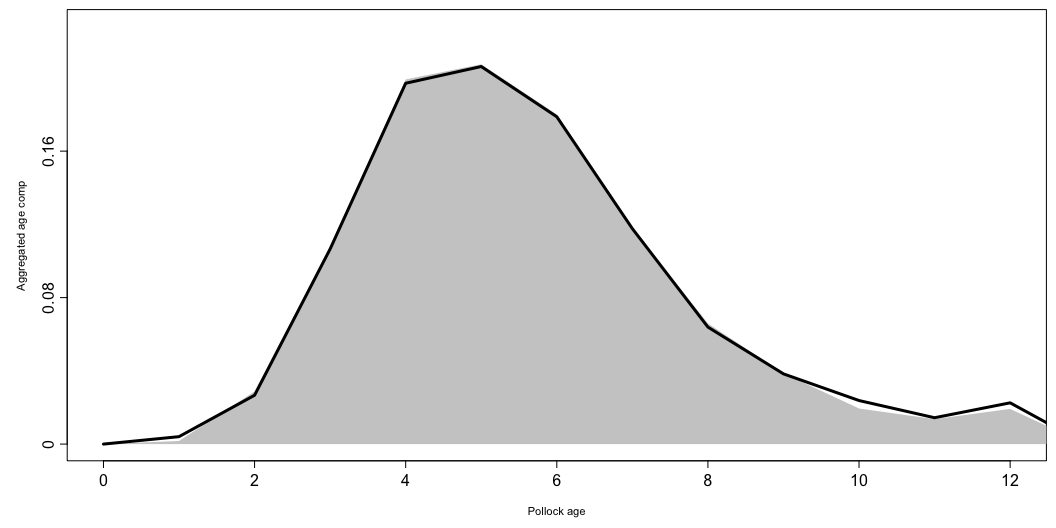 0.16
0.08
0
Aggregated age comp
0 2 4 6 8 10 12
Pollock age